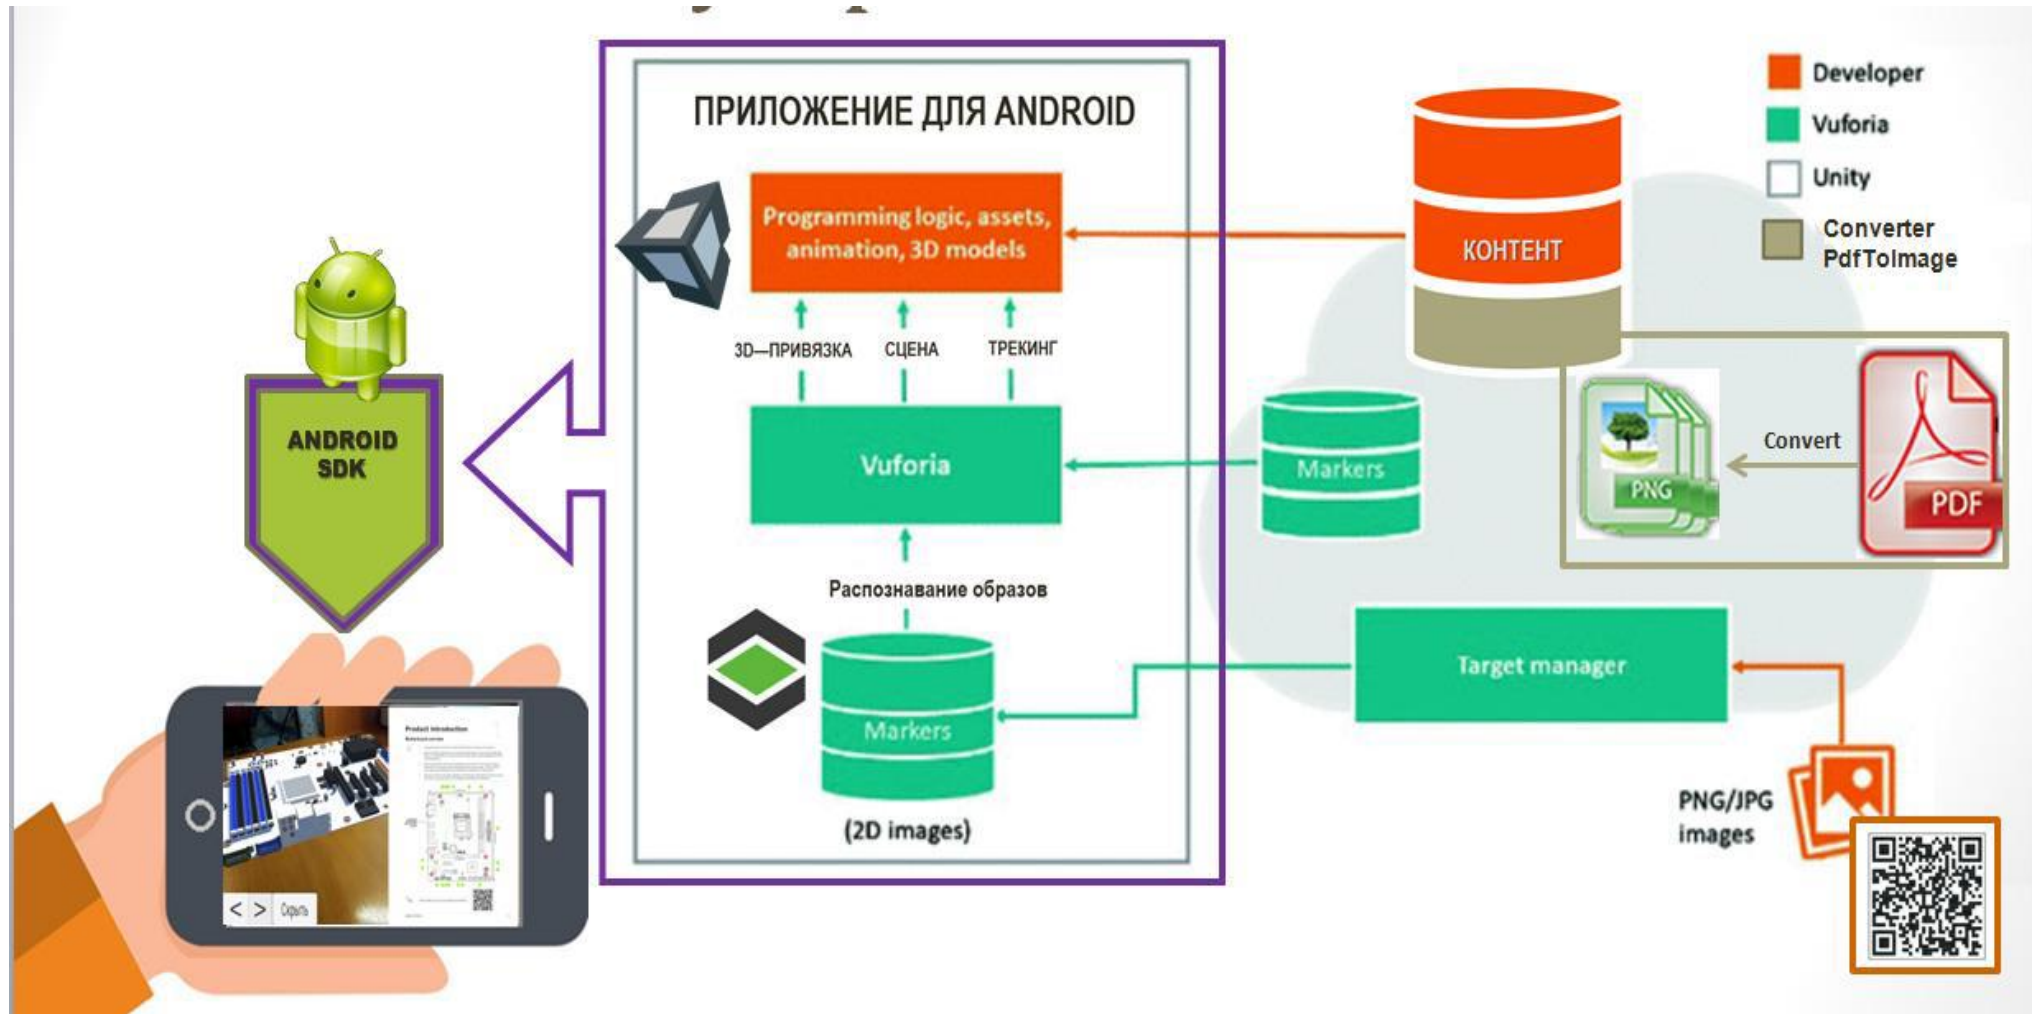 ПРИЛОЖЕНИЕ ДЛЯ ANDROID
Programming logic, assets,
animation, 3D models
3D—ПРИВЯЗКА СЦЕНА ТРЕКИНГ
Vuforia
Распознавание образов
Markers
(2D images)
ANDROID
SDK
Product Introduction
< > Скрыть
КОНТЕНТ
Markers
Target manager
PNG/JPG
images
Developer
Vuforia
Unity
Converter
PdfToImage
PNG
Convert
PDF